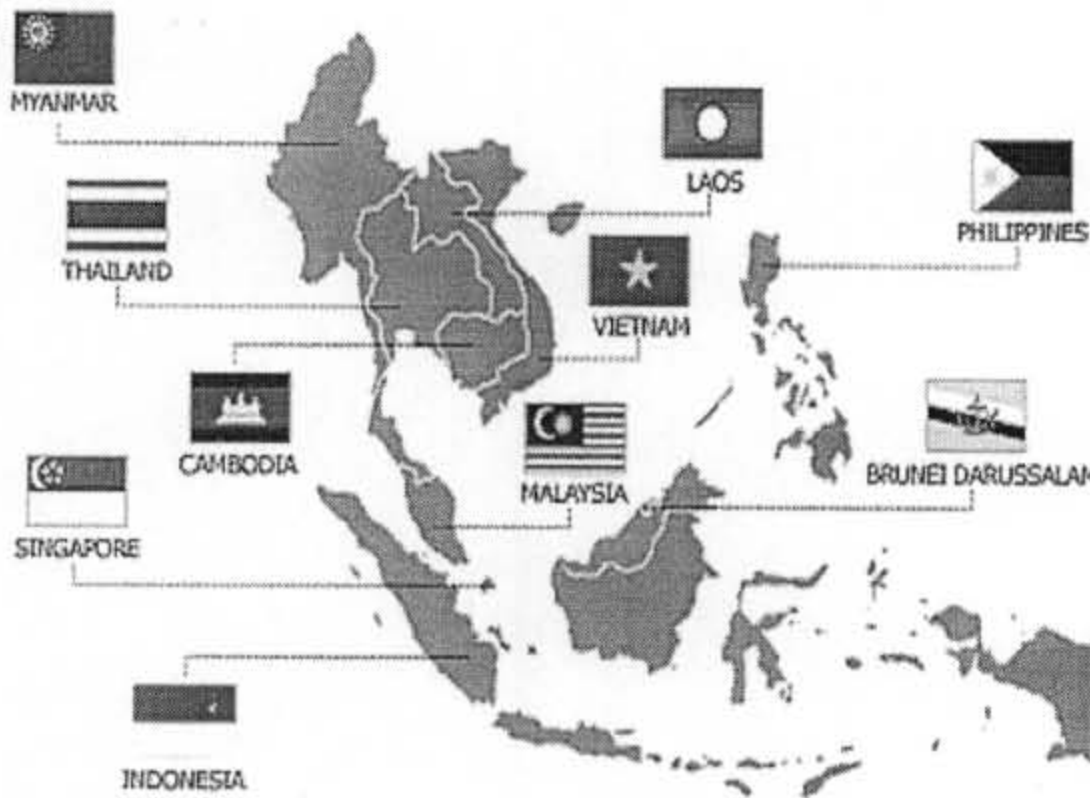 MYANMAR
LAOS
THAILAND
PHILIPPINES
VIETNAM
CAMBODIA
MALAYSIA
BRUNEI DARUSSALAM
SINGAPORE
INDONESIA